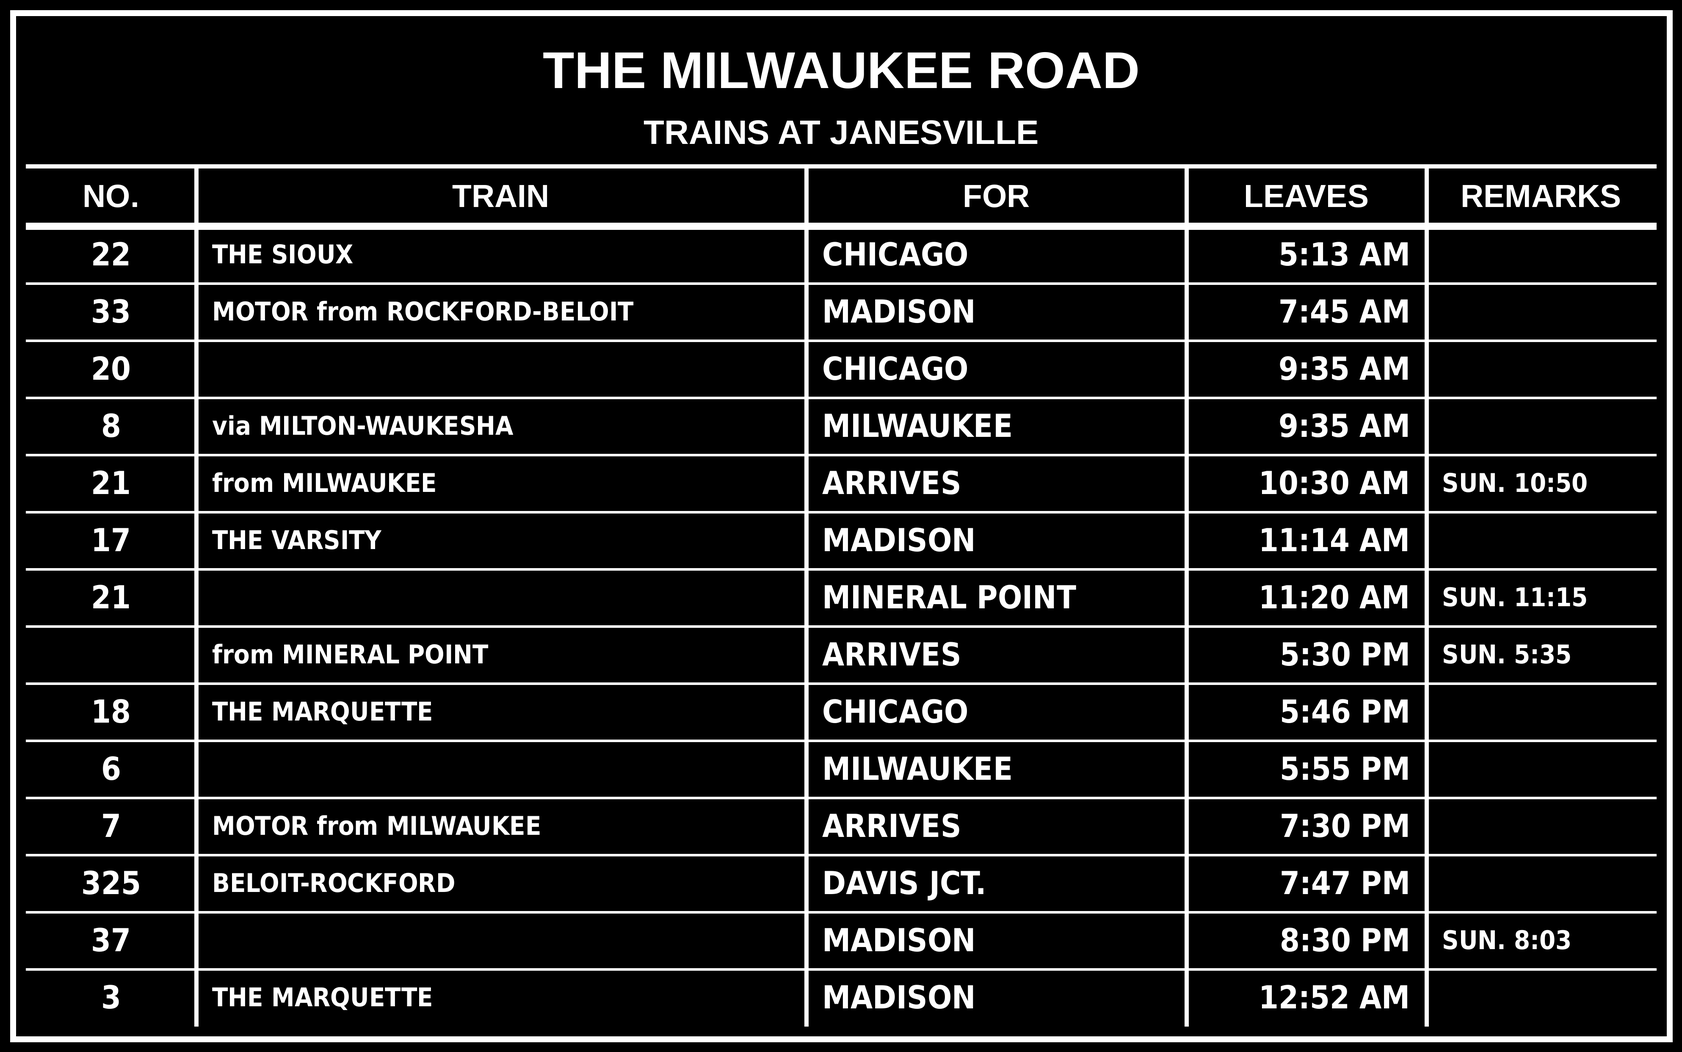 THE MILWAUKEE ROAD
TRAINS AT JANESVILLE
NO. TRAIN FOR LEAVES REMARKS
22 THE SIOUX CHICAGO 5:13 AM
33 MOTOR from ROCKFORD-BELOIT MADISON 7:45 AM
20 CHICAGO 9:35 AM
8 via MILTON-WAUKESHA MILWAUKEE 9:35 AM
21 from MILWAUKEE ARRIVES 10:30 AM SUN. 10:50
17 THE VARSITY MADISON 11:14 AM
21 MINERAL POINT 11:20 AM SUN. 11:15
from MINERAL POINT ARRIVES 5:30 PM SUN. 5:35
18 THE MARQUETTE CHICAGO 5:46 PM
6 MILWAUKEE 5:55 PM
7 MOTOR from MILWAUKEE ARRIVES 7:30 PM
325 BELOIT-ROCKFORD DAVIS JCT. 7:47 PM
37 MADISON 8:30 PM SUN. 8:03
3 THE MARQUETTE MADISON 12:52 AM